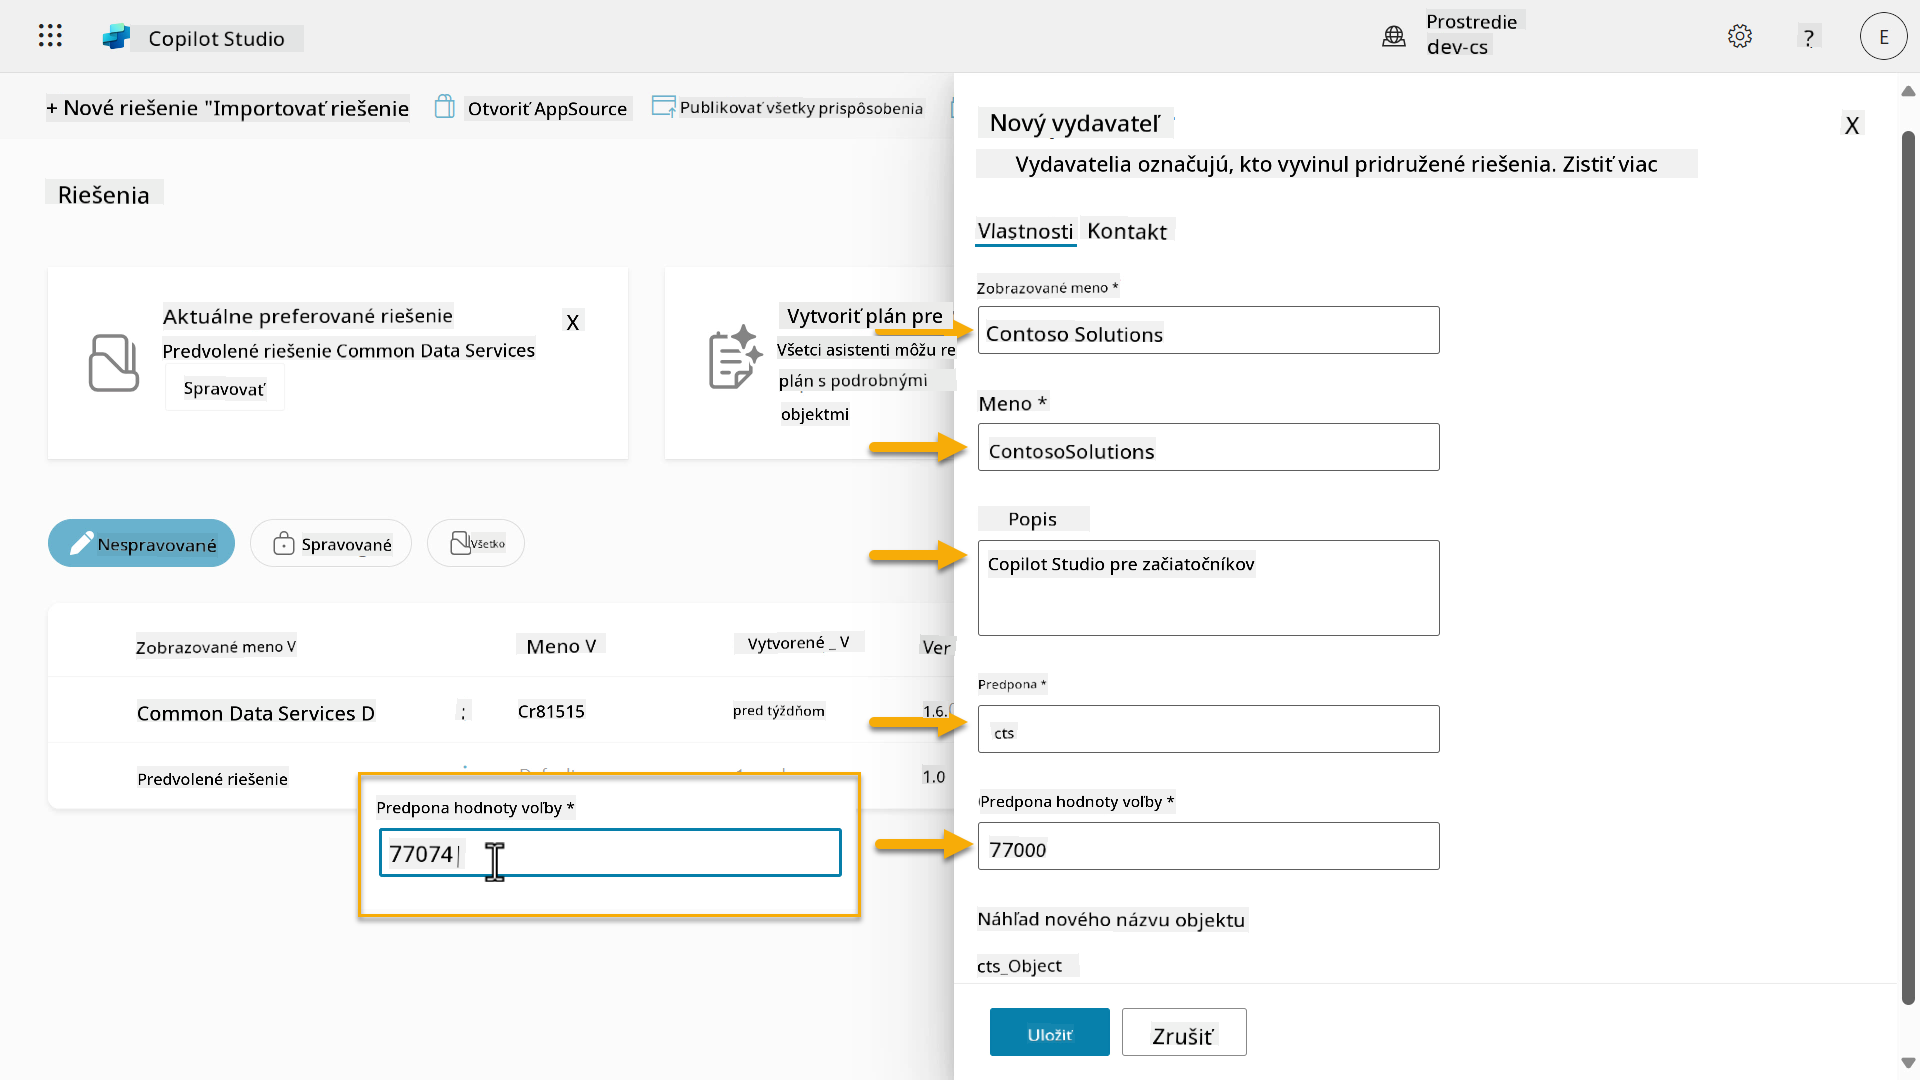 Copilot Studio
Prostredie
dev-cs
?
E
+ Nové riešenie "Importovať riešenie
Otvoriť AppSource
Publikovať všetky prispôsobenia
Riešenia
Aktuálne preferované riešenie
X
Predvolené riešenie Common Data Services
Spravovať
Vytvoriť plán pre
Všetci asistenti môžu re
plán s podrobnými
objektmi
Nespravované
Spravované
Všetko
Zobrazované meno V
Meno V
Vytvorené _ V
Ver
Common Data Services D
:
Cr81515
pred týždňom
1.6.
Predvolené riešenie
1.0
Predpona hodnoty voľby *
77074
Nový vydavateľ
X
Vydavatelia označujú, kto vyvinul pridružené riešenia. Zistiť viac
Vlastnosti
Kontakt
Zobrazované meno *
Contoso Solutions
Meno *
ContosoSolutions
Popis
Copilot Studio pre začiatočníkov
Predpona *
cts
Predpona hodnoty voľby *
77000
Náhľad nového názvu objektu
cts_Object
Uložiť
Zrušiť